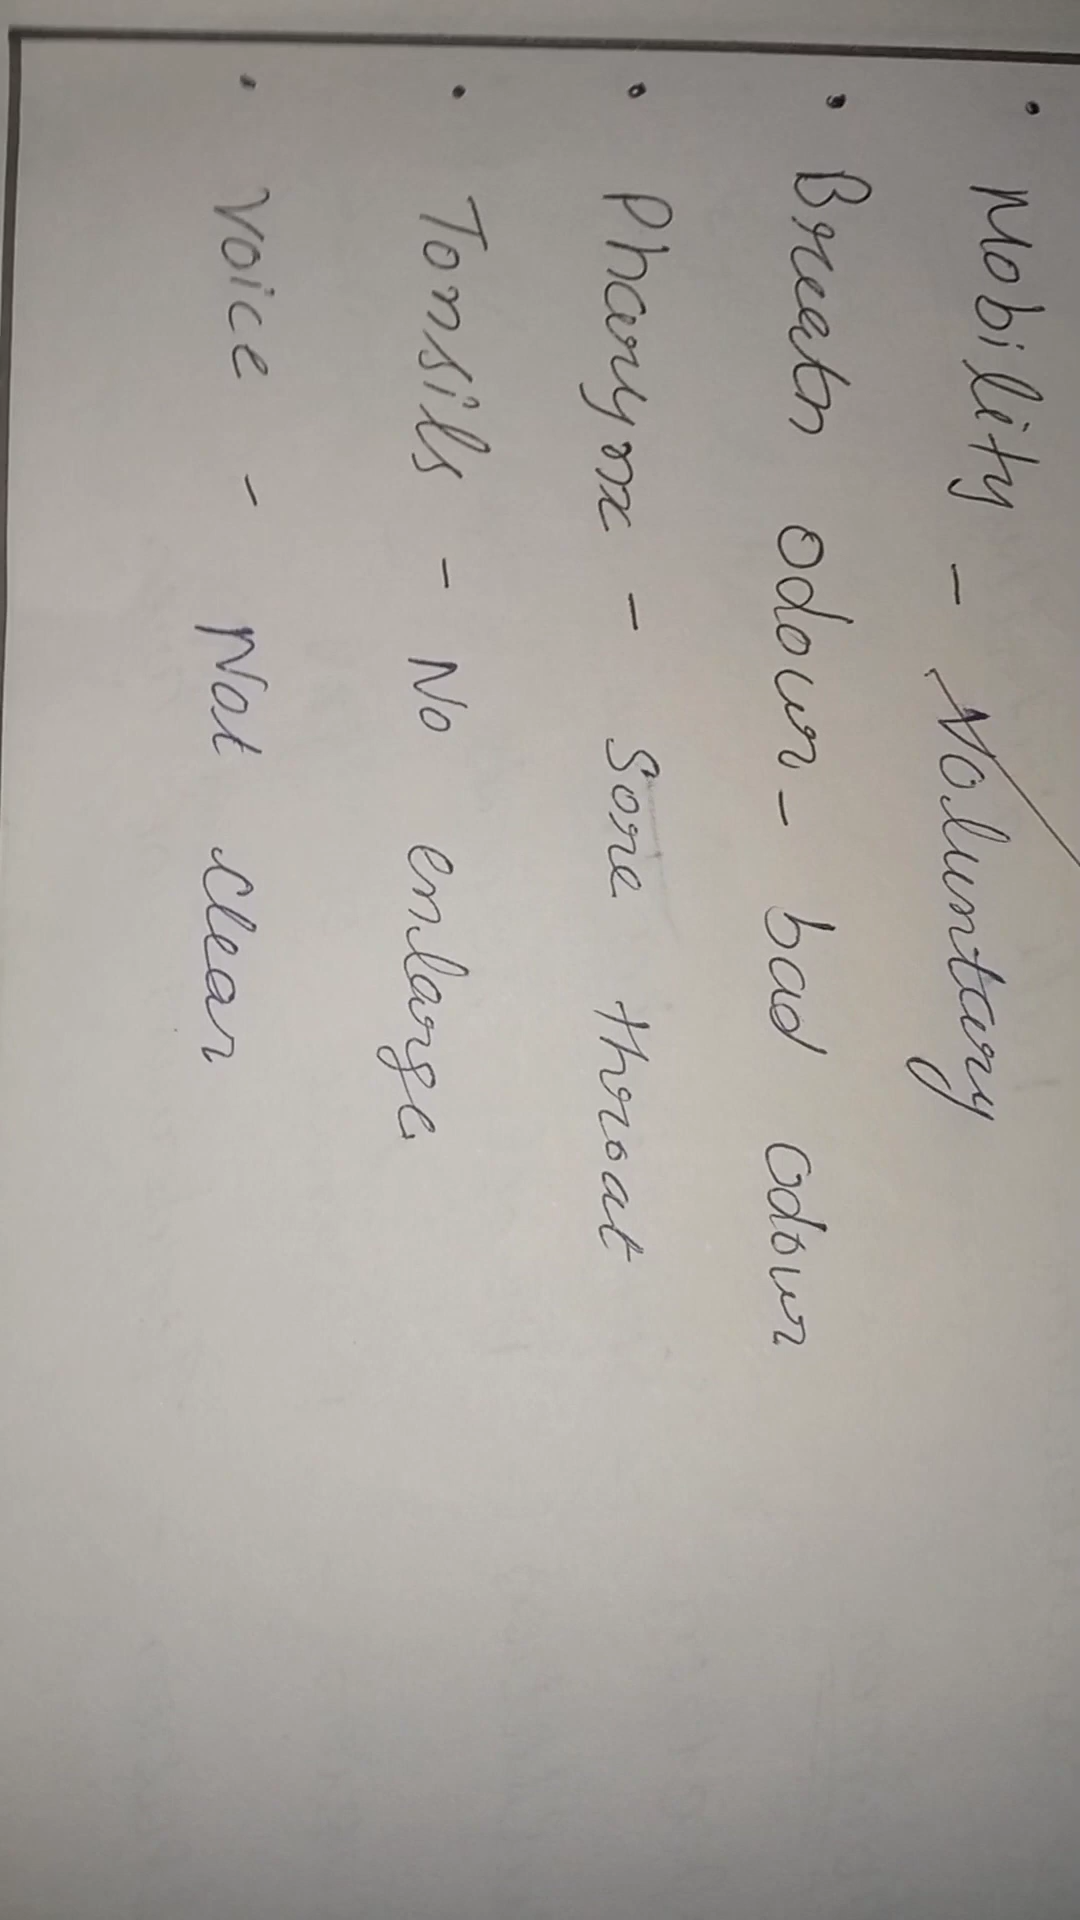 • Mobility - Voluntary
• Breath odour - bad odour
• Pharynx - Sore throat
• Tonsils - No enlarge
• Voice - Not clear